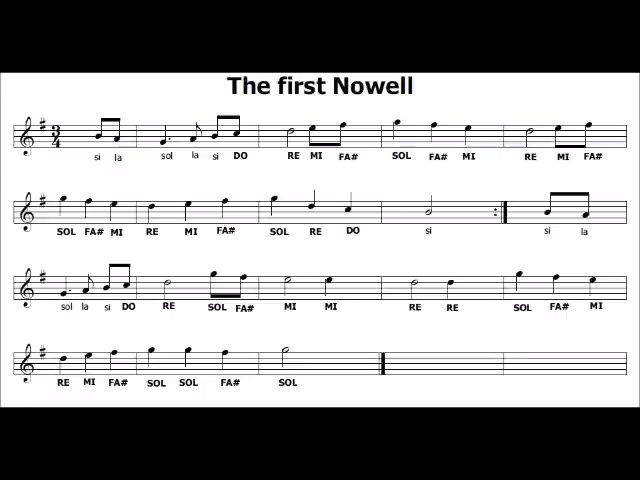 The first Nowell
3
4
si la sol la si DO RE MI FA# SOL FA# MI RE MI FA#
SOL FA# MI RE MI FA# SOL RE DO si si la
sol la si DO RE SOL FA# MI MI RE RE SOL FA# MI
RE MI FA# SOL SOL FA# SOL